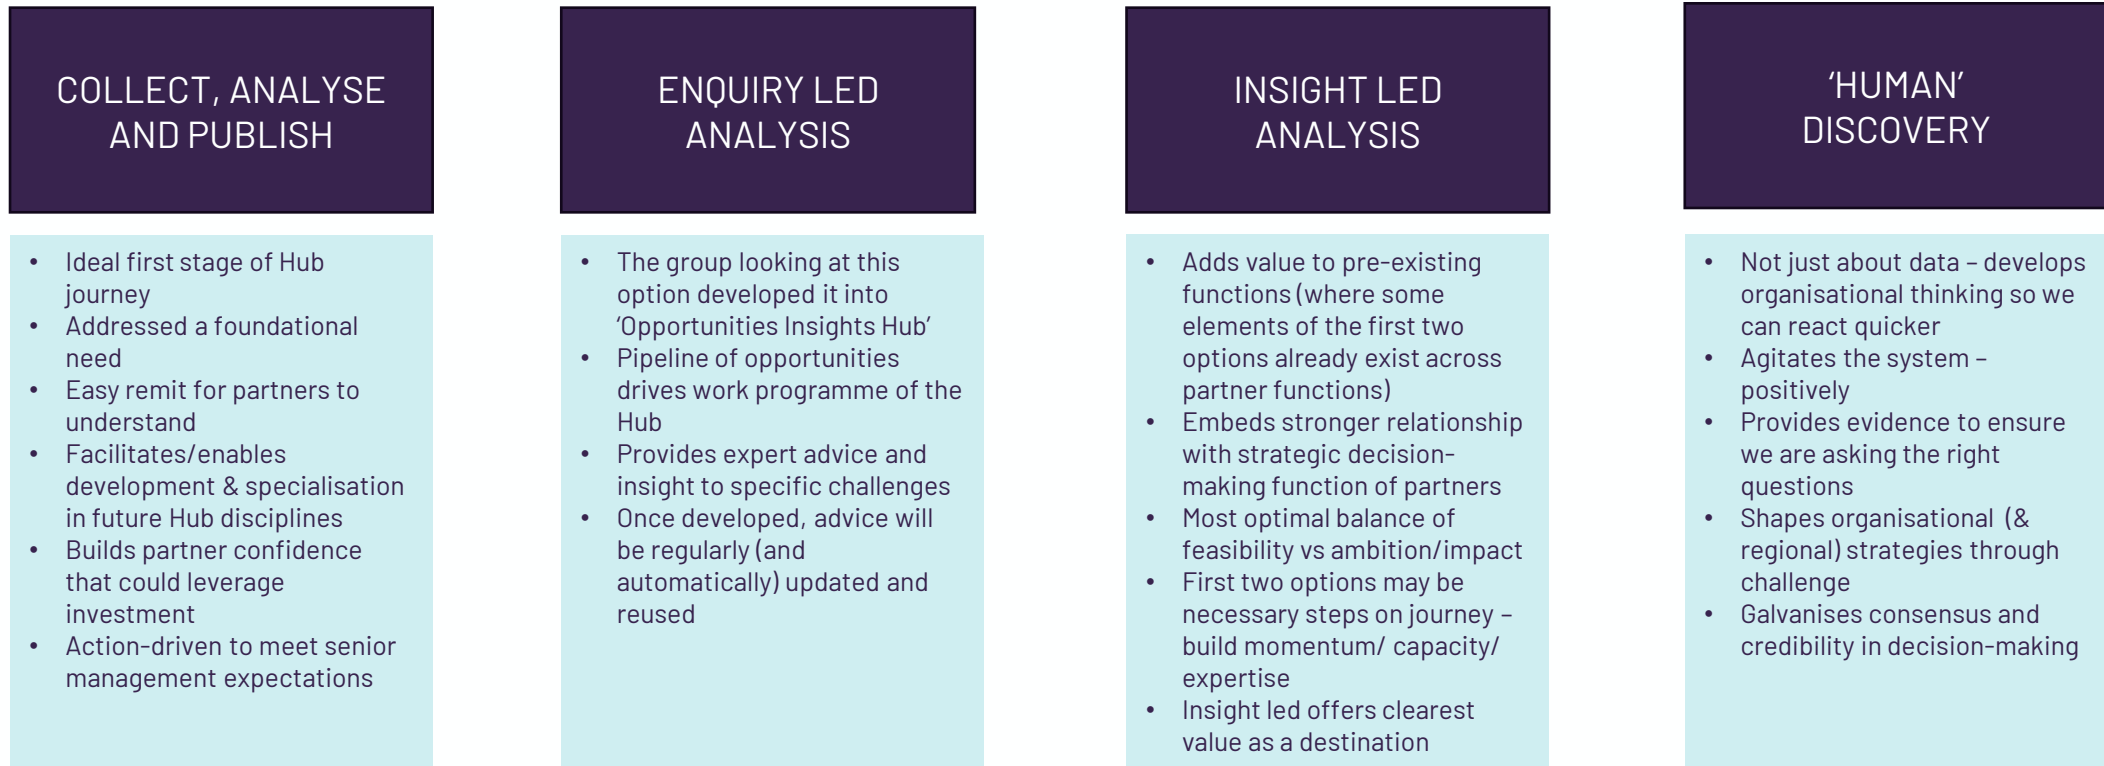 COLLECT, ANALYSE
AND PUBLISH
• Ideal first stage of Hub
journey
• Addressed a foundational
need
• Easy remit for partners to
understand
• Facilitates/enables
development & specialisation
in future Hub disciplines
• Builds partner confidence
that could leverage
investment
• Action-driven to meet senior
management expectations
ENQUIRY LED
ANALYSIS
• The group looking at this
option developed it into
‘Opportunities Insights Hub’
• Pipeline of opportunities
drives work programme of the
Hub
• Provides expert advice and
insight to specific challenges
• Once developed, advice will
be regularly (and
automatically) updated and
reused
INSIGHT LED
ANALYSIS
• Adds value to pre-existing
functions (where some
elements of the first two
options already exist across
partner functions)
• Embeds stronger relationship
with strategic decision-
making function of partners
• Most optimal balance of
feasibility vs ambition/impact
• First two options may be
necessary steps on journey –
build momentum/ capacity/
expertise
• Insight led offers clearest
value as a destination
‘HUMAN’
DISCOVERY
• Not just about data – develops
organisational thinking so we
can react quicker
• Agitates the system –
positively
• Provides evidence to ensure
we are asking the right
questions
• Shapes organisational (&
regional) strategies through
challenge
• Galvanises consensus and
credibility in decision-making